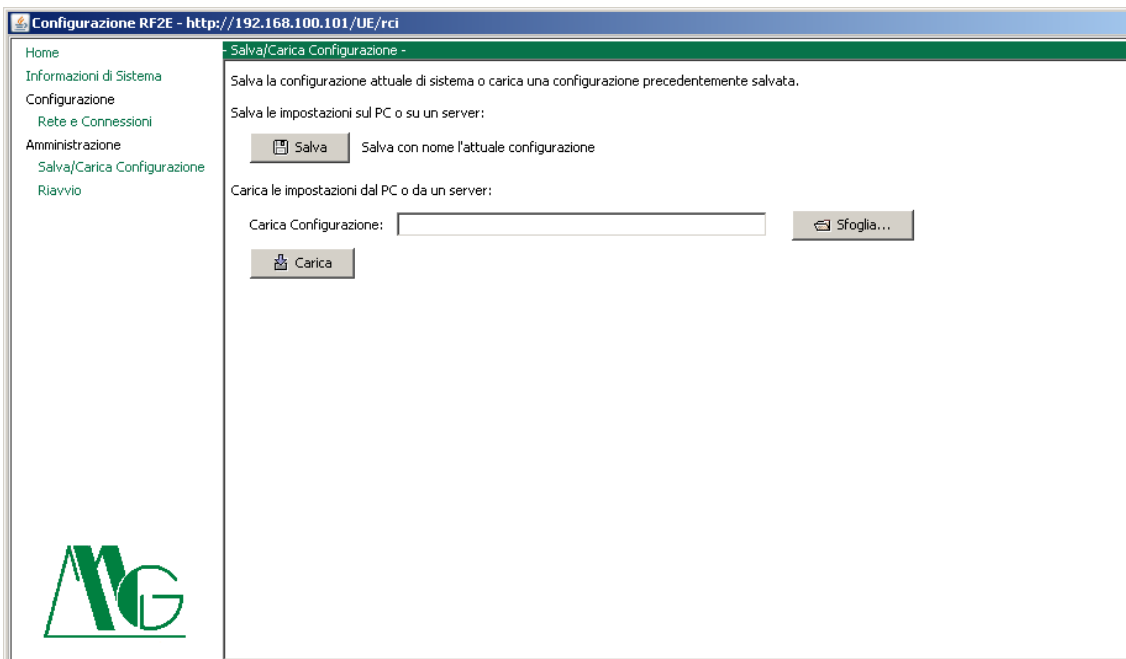 Configurazione RF2E - http://192.168.100.101/UE/rci
Home
Informazioni di Sistema
Configurazione
Rete e Connessioni
Amministrazione
Salva/Carica Configurazione
Riavvio
- Salva/Carica Configurazione -
Salva la configurazione attuale di sistema o carica una configurazione precedentemente salvata.
Salva le impostazioni sul PC o su un server:
Salva Salva con nome l'attuale configurazione
Carica le impostazioni dal PC o da un server:
Carica Configurazione: Sfoglia...
Carica